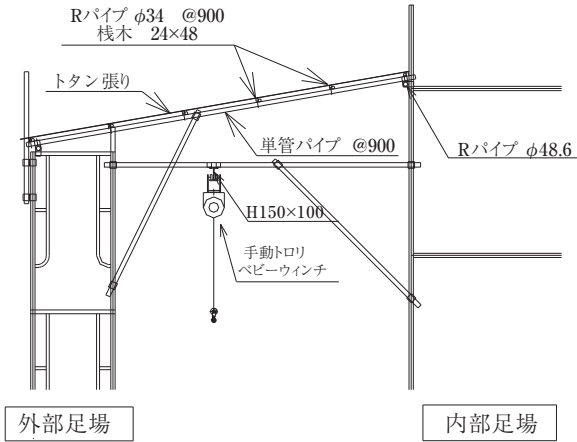 Rパイプ φ34 @900
桟木 24×48
トタン張り
単管パイプ @900
Rパイプ φ48.6
H150×100
手動トロリ
ベビーウィンチ
外部足場
内部足場